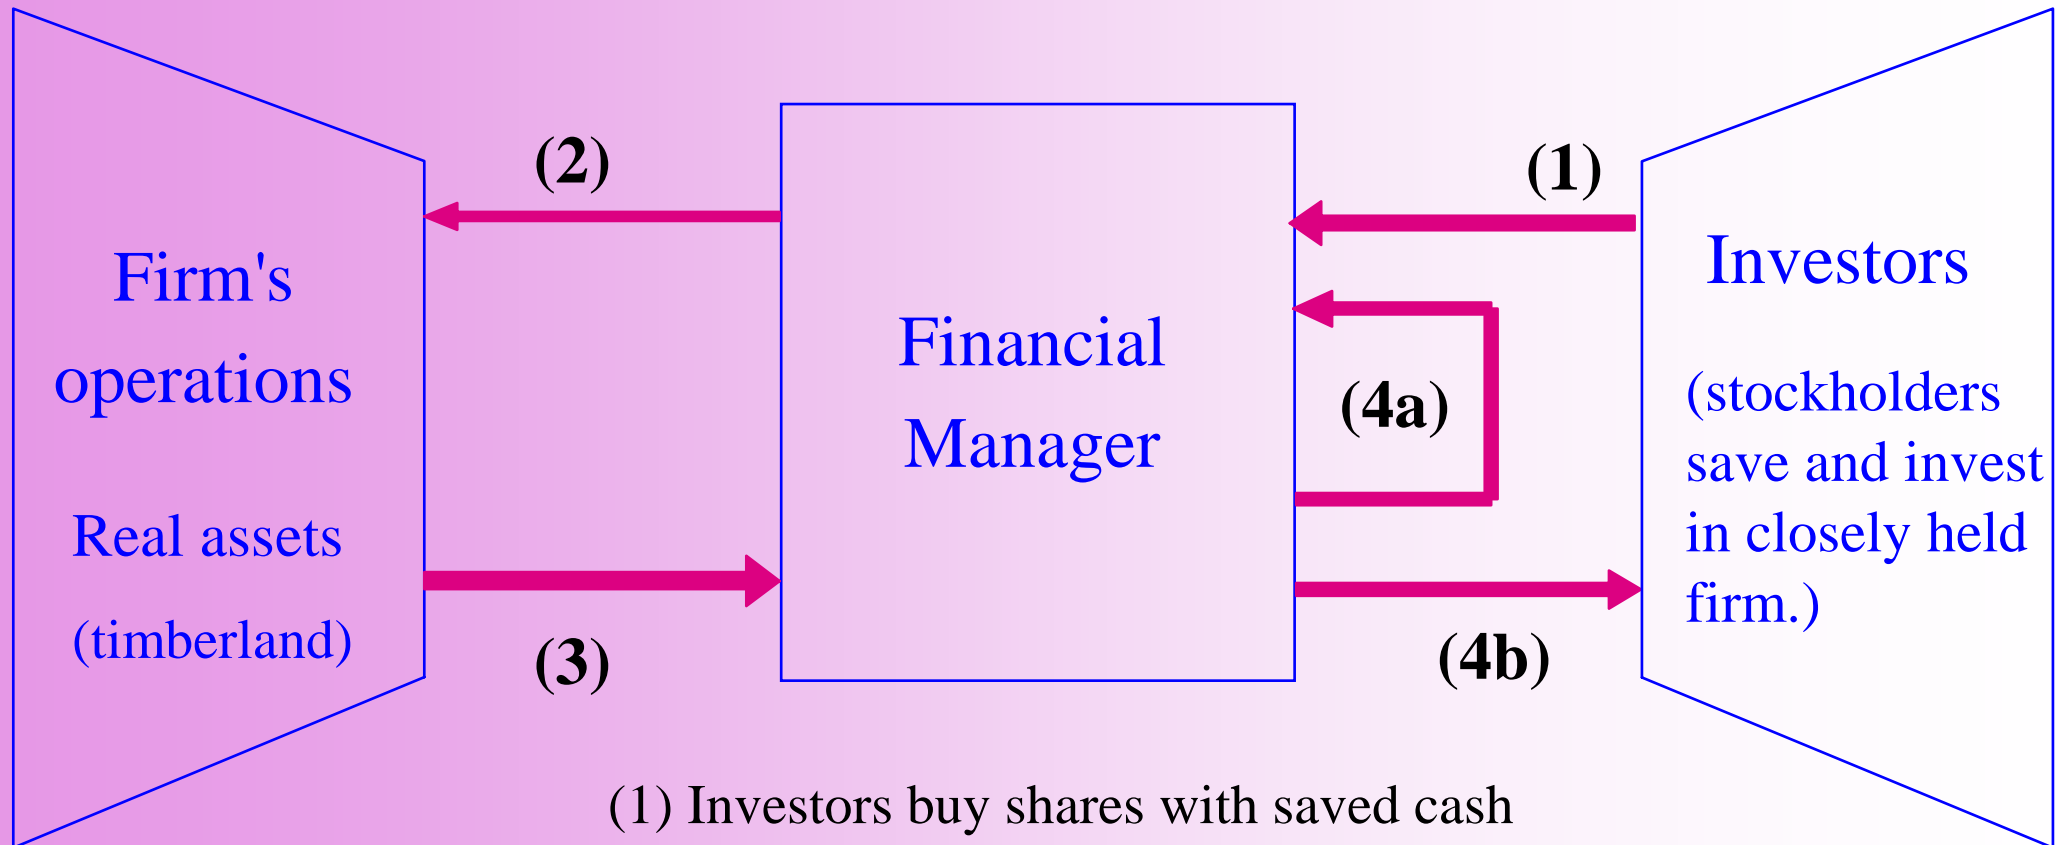 (2)
(1)
Firm's
operations
Real assets
(timberland)
(3)
Financial
Manager
(4a)
(4b)
Investors
(stockholders
save and invest
in closely held
firm.)
(1) Investors buy shares with saved cash